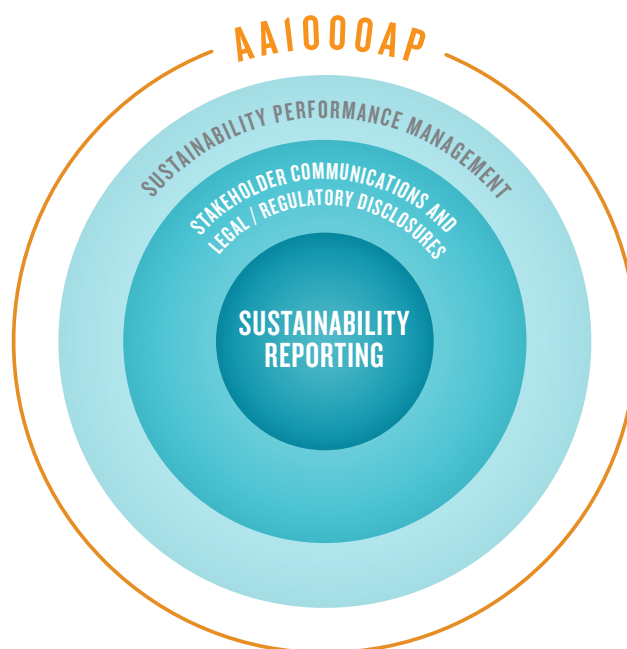 AA1000AP
SUSTAINABILITY PERFORMANCE MANAGEMENT
STAKEHOLDER COMMUNICATIONS AND
LEGAL / REGULATORY DISCLOSURES
SUSTAINABILITY
REPORTING